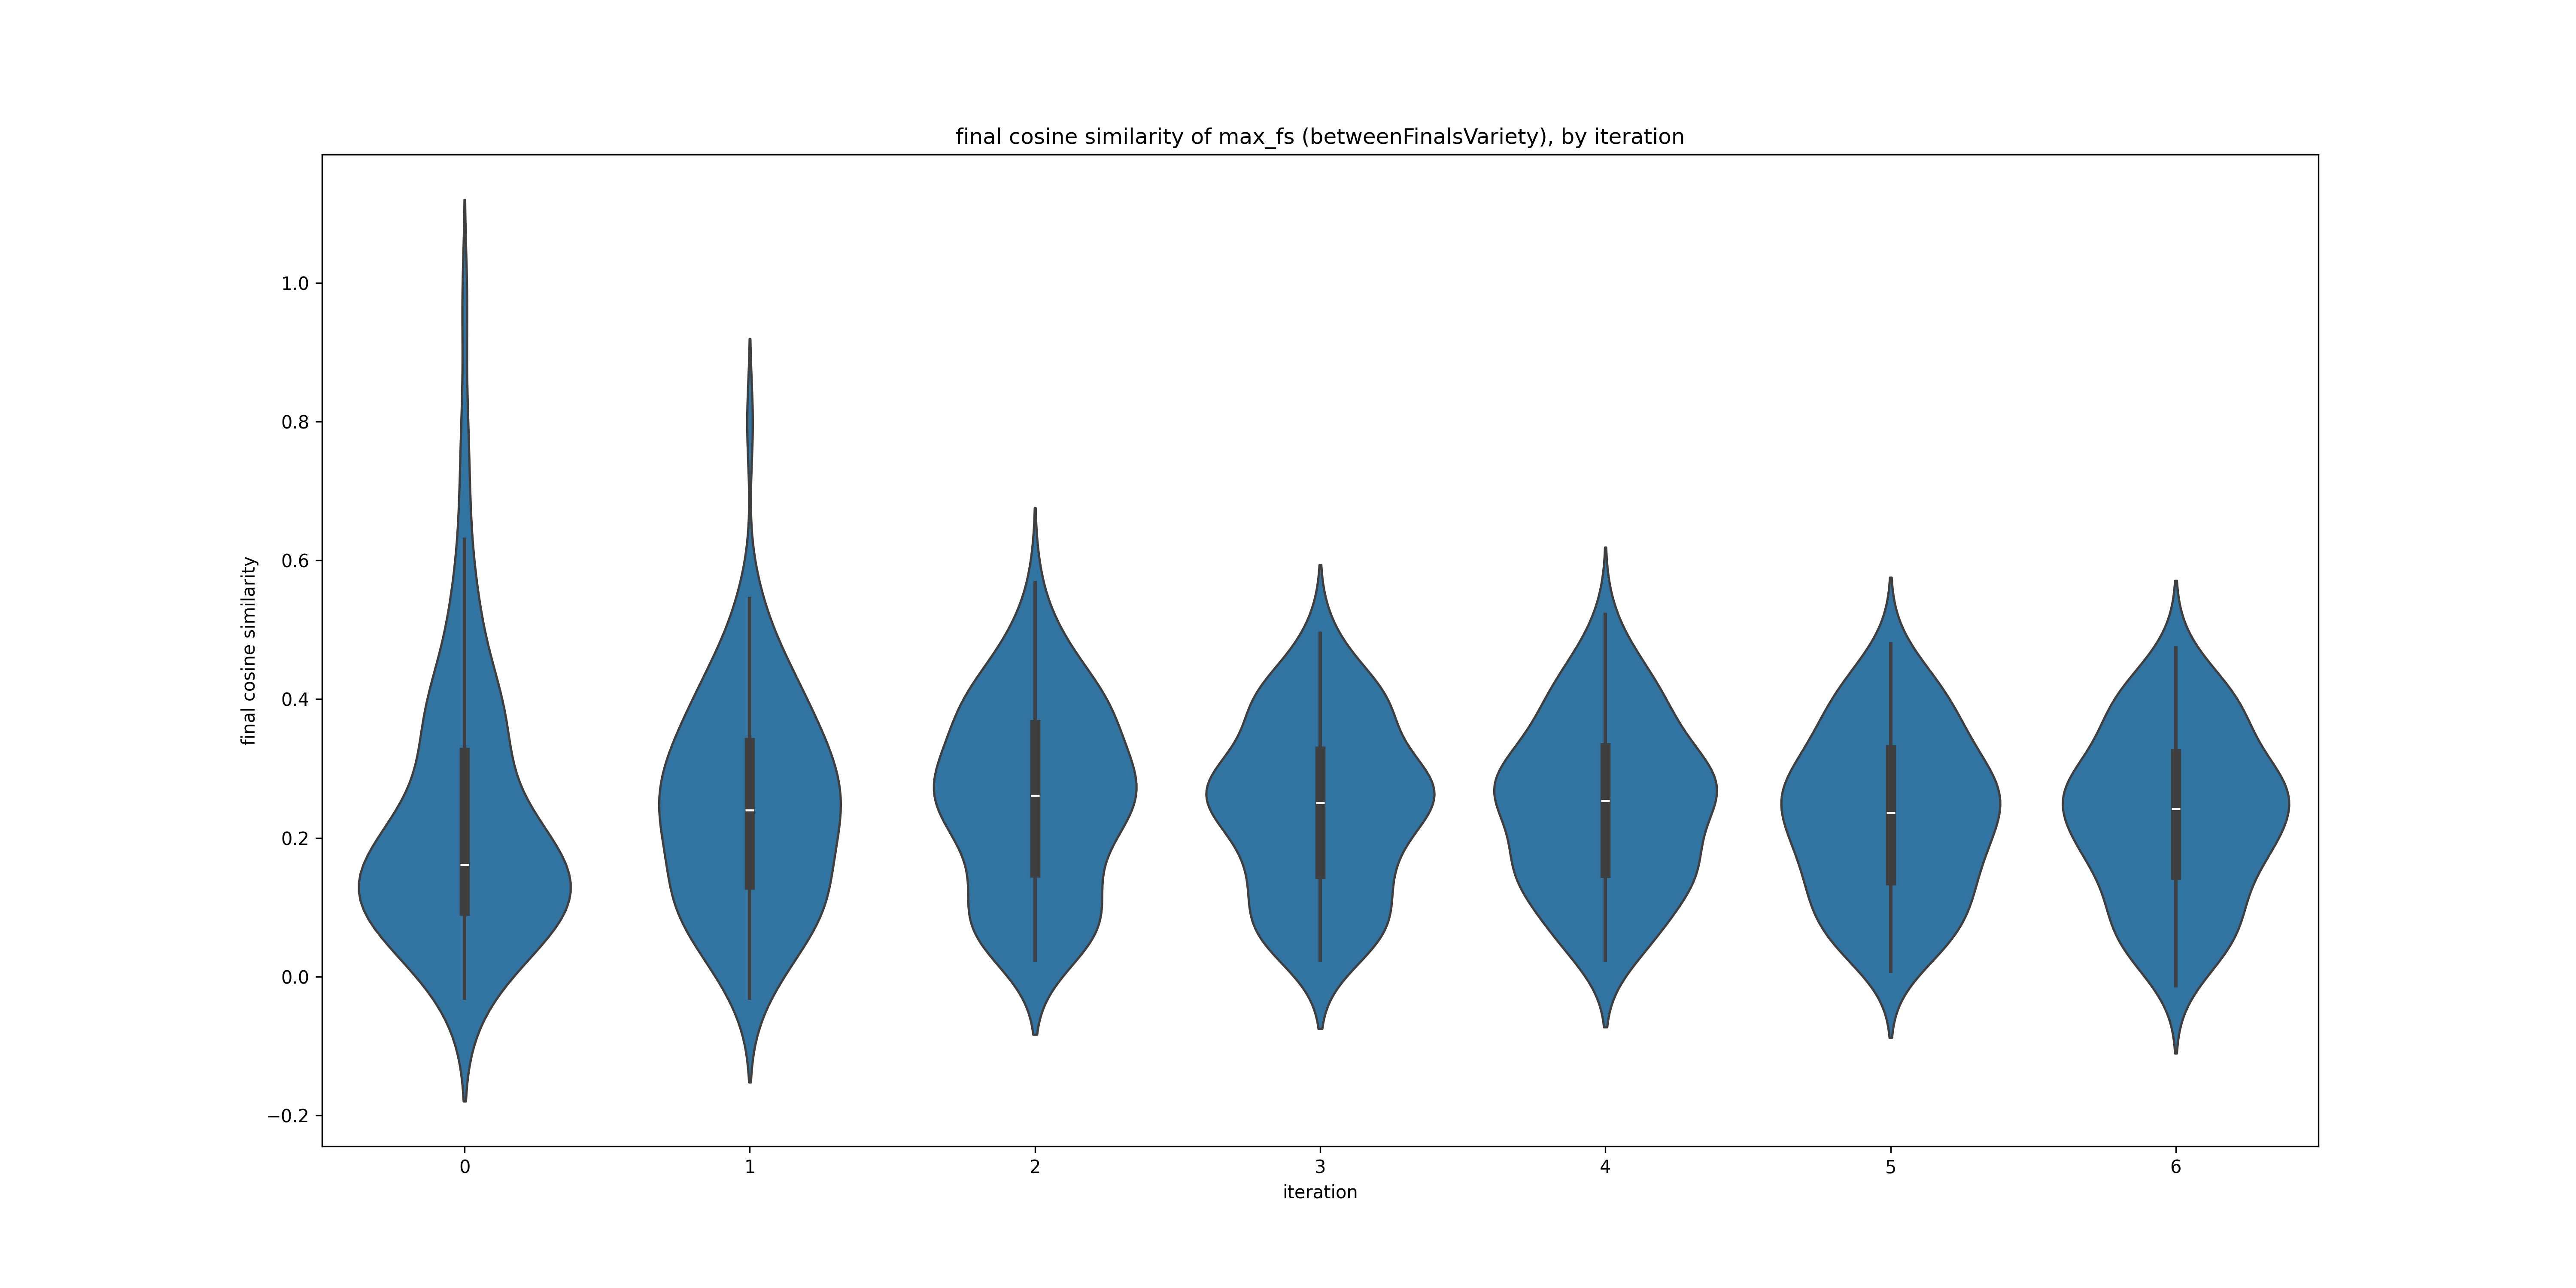 final cosine similarity of max_fs (betweenFinalsVariety), by iteration
final cosine similarity
1.0
0.8
0.6
0.4
0.2
0.0
−0.2
0 1 2 3 4 5 6
iteration